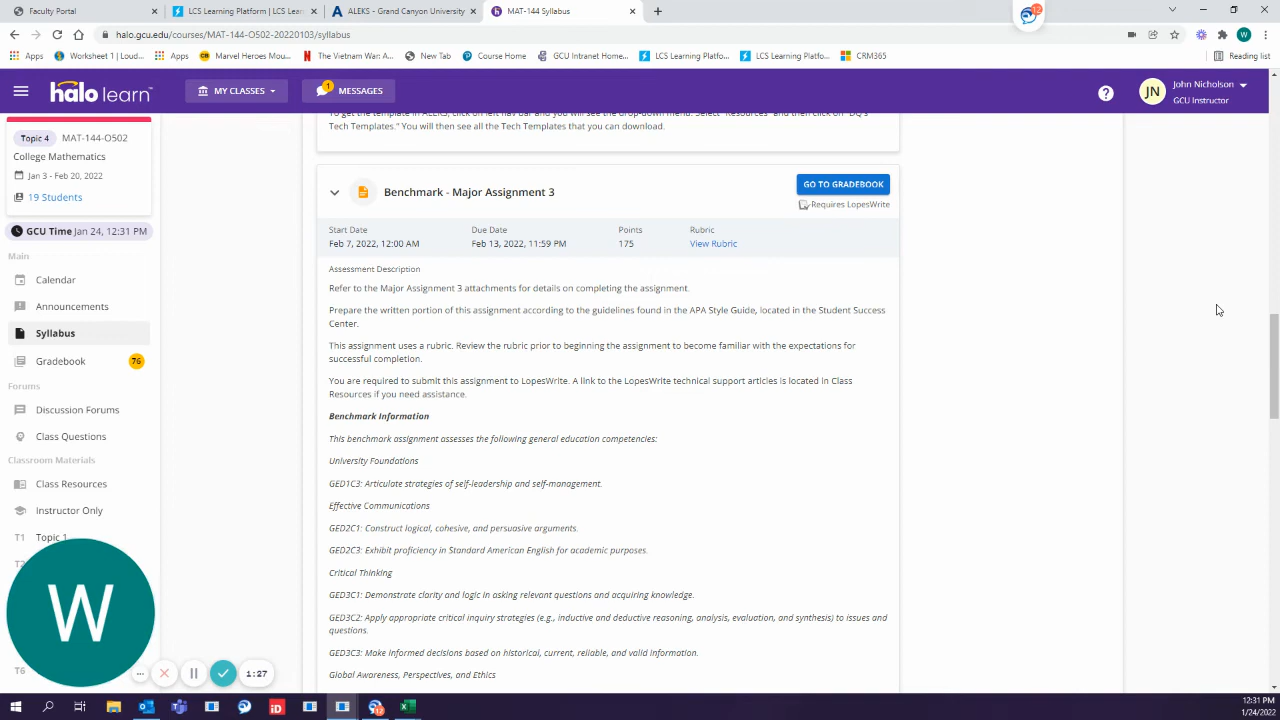 Faculty Portal
LCS Learning Platform | LCS Lear
ALEKS - Grand Canyon University
MAT-144 Syllabus
12
halo.gcu.edu/courses/MAT-144-O502-20220103/syllabus
W
Apps
Worksheet 1 | Loud...
Apps
Marvel Heroes Mou...
The Vietnam War: A...
New Tab
Course Home
GCU Intranet Home...
LCS Learning Platfo...
LCS Learning Platfo...
CRM365
Reading list
halo learn
MY CLASSES
1
MESSAGES
?
JN
John Nicholson
GCU Instructor
To get the template in ALEKS, click on left nav bar and you will see the drop-down menu. Select "Resources" and then click on "DQ's
Tech Templates." You will then see all the Tech Templates that you can download.
Topic 4
MAT-144-O502
College Mathematics
Jan 3 - Feb 20, 2022
19 Students
GCU Time Jan 24, 12:31 PM
Main
Calendar
Announcements
Syllabus
Gradebook
76
Forums
Discussion Forums
Class Questions
Classroom Materials
Class Resources
Instructor Only
T1 Topic 1
T6
W
1:27
Benchmark - Major Assignment 3
GO TO GRADEBOOK
Requires LopesWrite
Start Date
Due Date
Points
Rubric
Feb 7, 2022, 12:00 AM
Feb 13, 2022, 11:59 PM
175
View Rubric
Assessment Description
Refer to the Major Assignment 3 attachments for details on completing the assignment.
Prepare the written portion of this assignment according to the guidelines found in the APA Style Guide, located in the Student Success
Center.
This assignment uses a rubric. Review the rubric prior to beginning the assignment to become familiar with the expectations for
successful completion.
You are required to submit this assignment to LopesWrite. A link to the LopesWrite technical support articles is located in Class
Resources if you need assistance.
Benchmark Information
This benchmark assignment assesses the following general education competencies:
University Foundations
GED1C3: Articulate strategies of self-leadership and self-management.
Effective Communications
GED2C1: Construct logical, cohesive, and persuasive arguments.
GED2C3: Exhibit proficiency in Standard American English for academic purposes.
Critical Thinking
GED3C1: Demonstrate clarity and logic in asking relevant questions and acquiring knowledge.
GED3C2: Apply appropriate critical inquiry strategies (e.g., inductive and deductive reasoning, analysis, evaluation, and synthesis) to issues and
questions.
GED3C3: Make informed decisions based on historical, current, reliable, and valid information.
Global Awareness, Perspectives, and Ethics
12:31 PM
1/24/2022